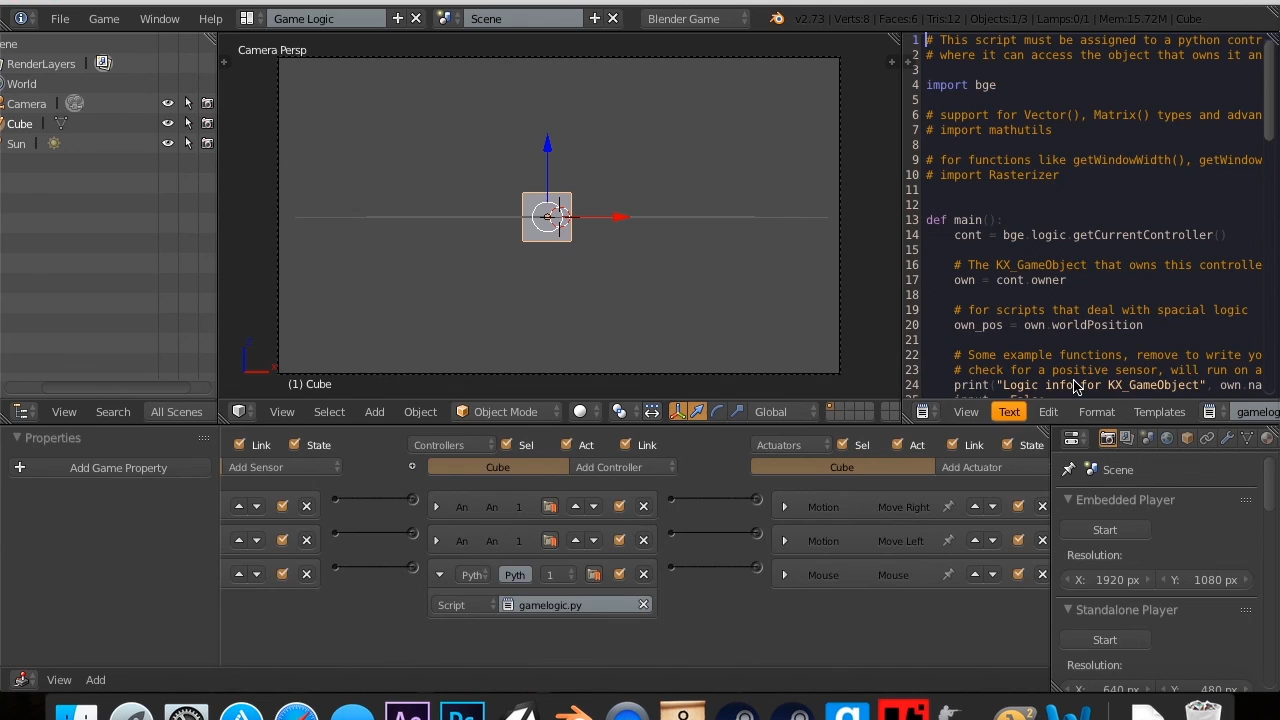 File Game Window Help Game Logic Scene Blender Game v2.73 | Verts:8 | Faces:6 | Tris:12 | Objects:1/3 | Lamps:0/1 | Mem:15.72M | Cube
ene
RenderLayers
World
Camera
Cube
Sun
View Search All Scenes
Camera Persp
(1) Cube
View Select Add Object Object Mode Global
1 # This script must be assigned to a python contr
2 # where it can access the object that owns it an
3
4 import bge
5
6 # support for Vector(), Matrix() types and advan
7 # import mathutils
8
9 # for functions like getWindowWidth(), getWindow
10 # import Rasterizer
11
12
13 def main():
14 cont = bge.logic.getCurrentController()
15
16 # The KX_GameObject that owns this controlle
17 own = cont.owner
18
19 # for scripts that deal with spacial logic
20 own_pos = own.worldPosition
21
22 # Some example functions, remove to write yo
23 # check for a positive sensor, will run on a
24 print("Logic info for KX_GameObject", own.na
View Text Edit Format Templates gamelog
Properties
Add Game Property
Link State Controllers Sel Act Link Actuators Sel Act Link State
Add Sensor Cube Add Controller Cube Add Actuator
An An 1 Motion Move Right
An An 1 Motion Move Left
Pyth Pyth 1 Mouse Mouse
Script gamelogic.py
View Add
Scene
Embedded Player
Start
Resolution:
X: 1920 px Y: 1080 px
Standalone Player
Start
Resolution:
X: 640 px Y: 480 px
Ae Ps